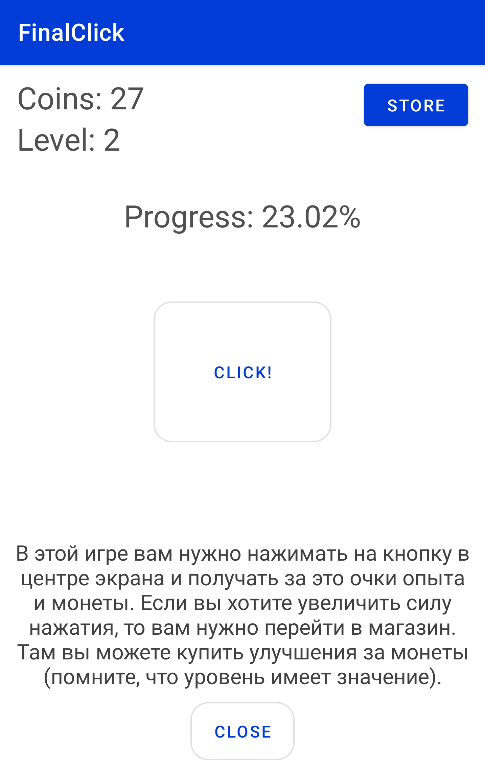 FinalClick
Coins: 27
STORE
Level: 2
Progress: 23.02%
CLICK!
В этой игре вам нужно нажимать на кнопку в
центре экрана и получать за это очки опыта
и монеты. Если вы хотите увеличить силу
нажатия, то вам нужно перейти в магазин.
Там вы можете купить улучшения за монеты
(помните, что уровень имеет значение).
CLOSE